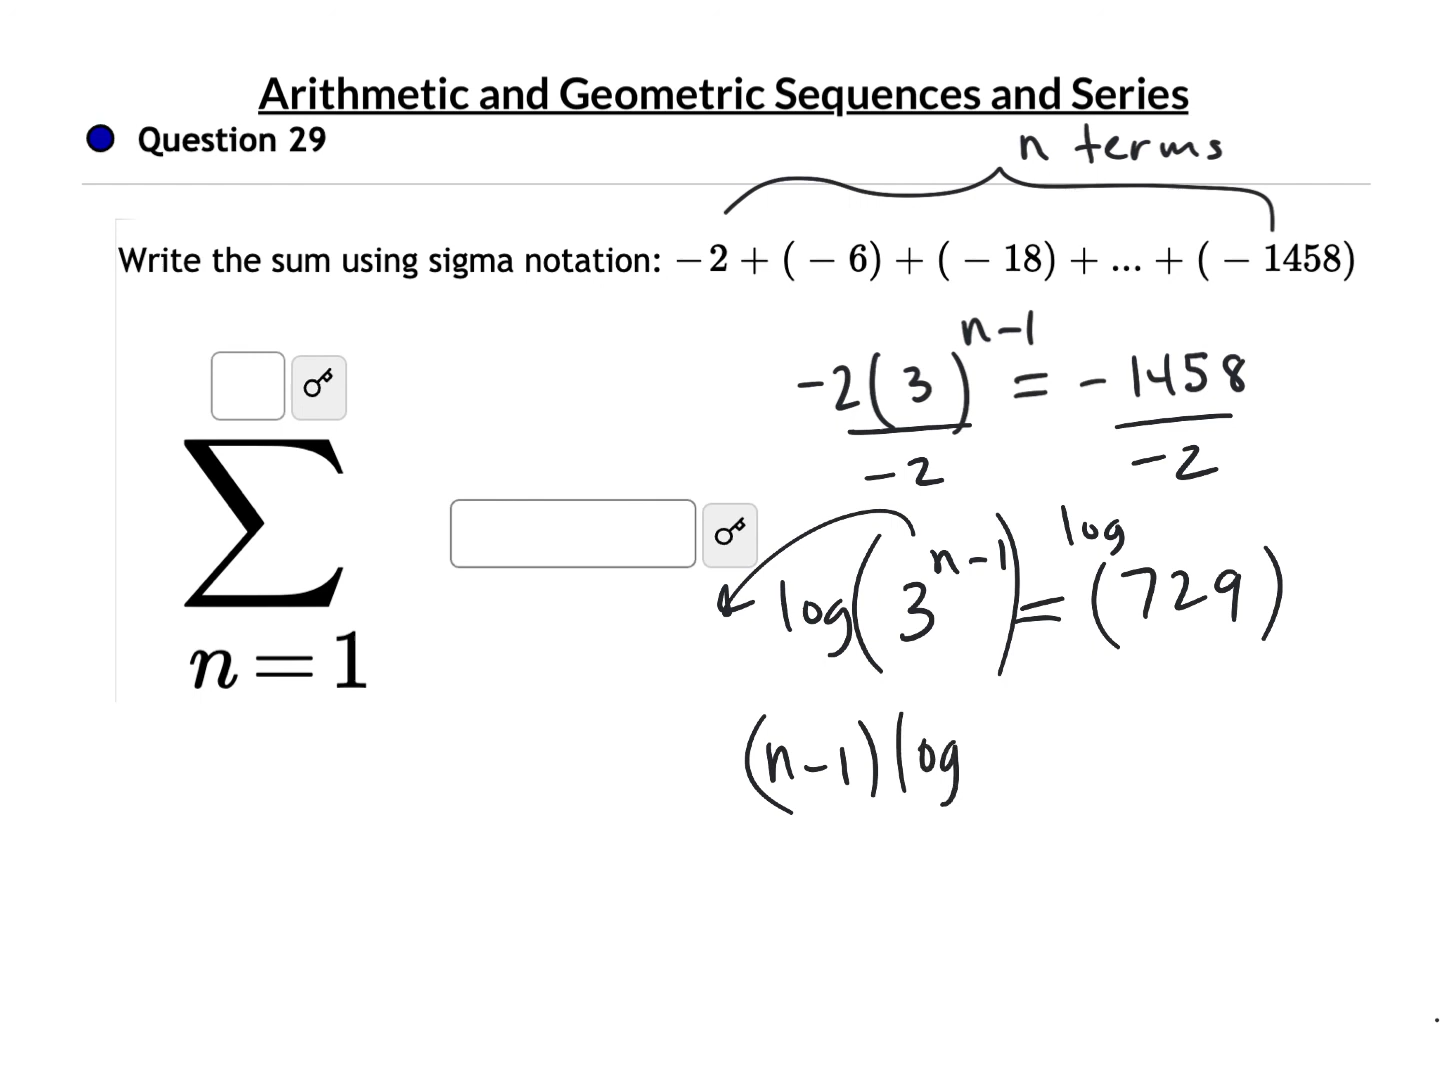 Arithmetic and Geometric Sequences and Series
Question 29
n terms
Write the sum using sigma notation: −2 + ( − 6) + ( − 18) + ... + ( − 1458)
-2(3)^(n-1) = -1458
-2 -2
log(3^(n-1)) = log(729)
∑
n = 1
(n-1) log